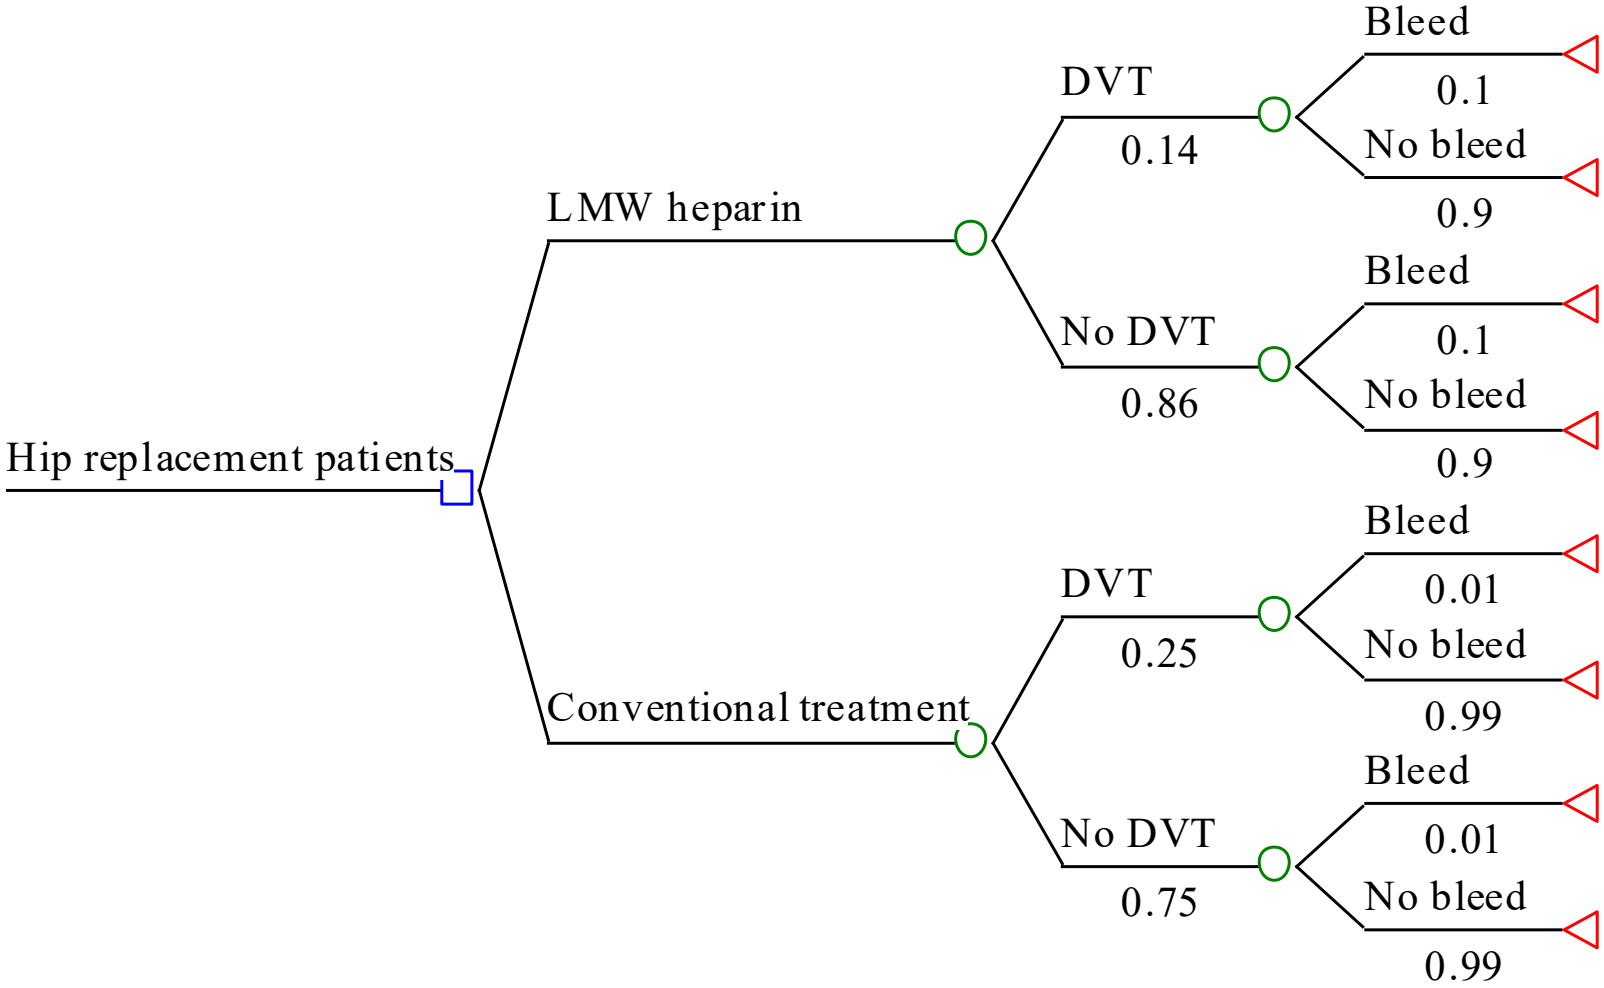 Bleed
DVT
0.1
0.14
No bleed
LMW heparin
0.9
Bleed
No DVT
0.1
0.86
No bleed
Hip replacement patients
0.9
Bleed
DVT
0.01
0.25
No bleed
Conventional treatment
0.99
Bleed
No DVT
0.01
0.75
No bleed
0.99